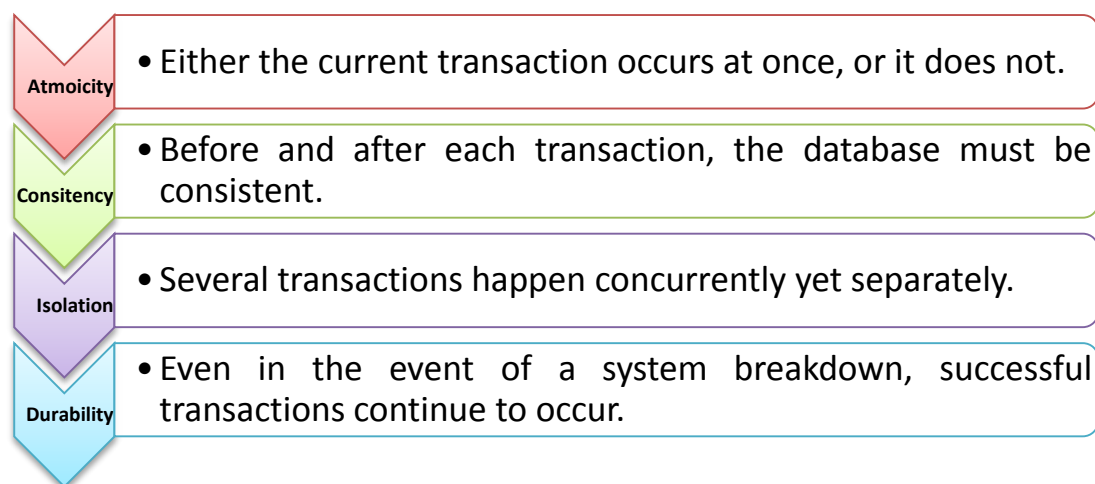 Atmoicity
• Either the current transaction occurs at once, or it does not.
Consitency
• Before and after each transaction, the database must be
consistent.
Isolation
• Several transactions happen concurrently yet separately.
Durability
• Even in the event of a system breakdown, successful
transactions continue to occur.